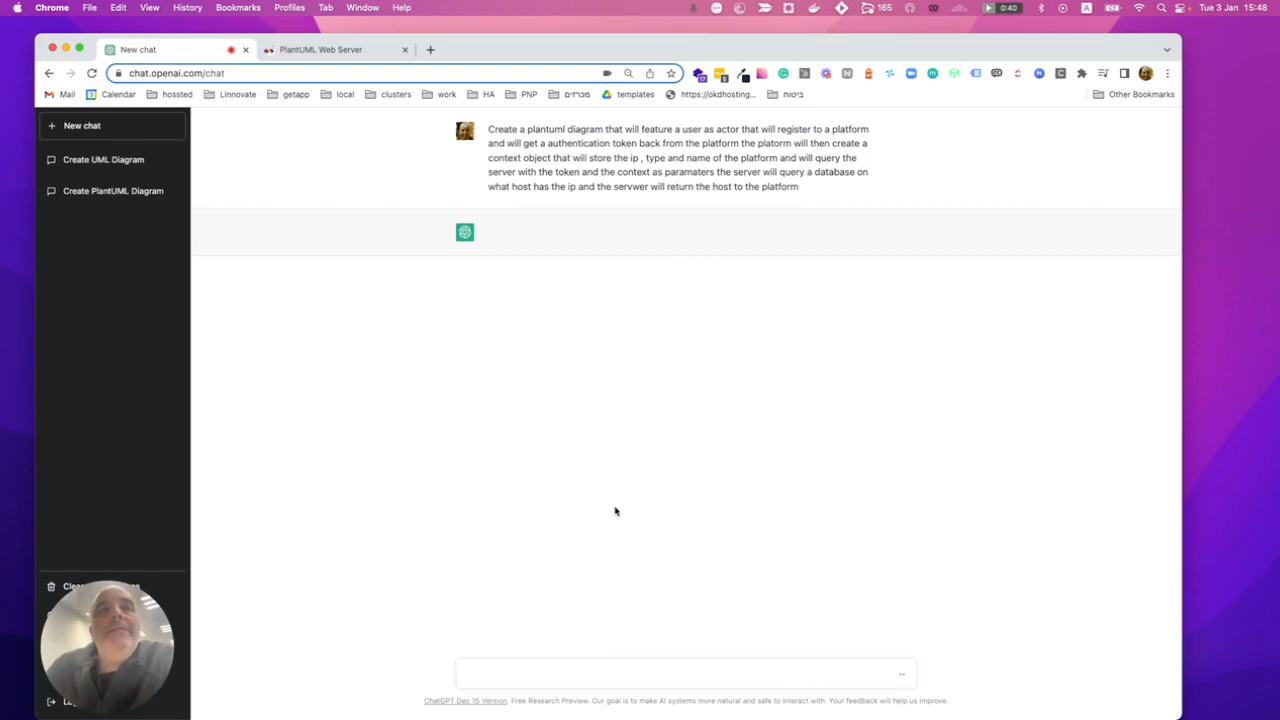 Chrome File Edit View History Bookmarks Profiles Tab Window Help 165 0:40 A Tue 3 Jan 15:48
New chat PlantUML Web Server
chat.openai.com/chat
Mail Calendar hossted Linnovate getapp local clusters work HA PNP מכרזים templates https://okdhosting... ביטוח Other Bookmarks
New chat
Create UML Diagram
Create PlantUML Diagram
Create a plantuml diagram that will feature a user as actor that will register to a platform
and will get a authentication token back from the platform the platorm will then create a
context object that will store the ip , type and name of the platform and will query the
server with the token and the context as paramaters the server will query a database on
what host has the ip and the servwer will return the host to the platform
ChatGPT Dec 15 Version. Free Research Preview. Our goal is to make AI systems more natural and safe to interact with. Your feedback will help us improve.